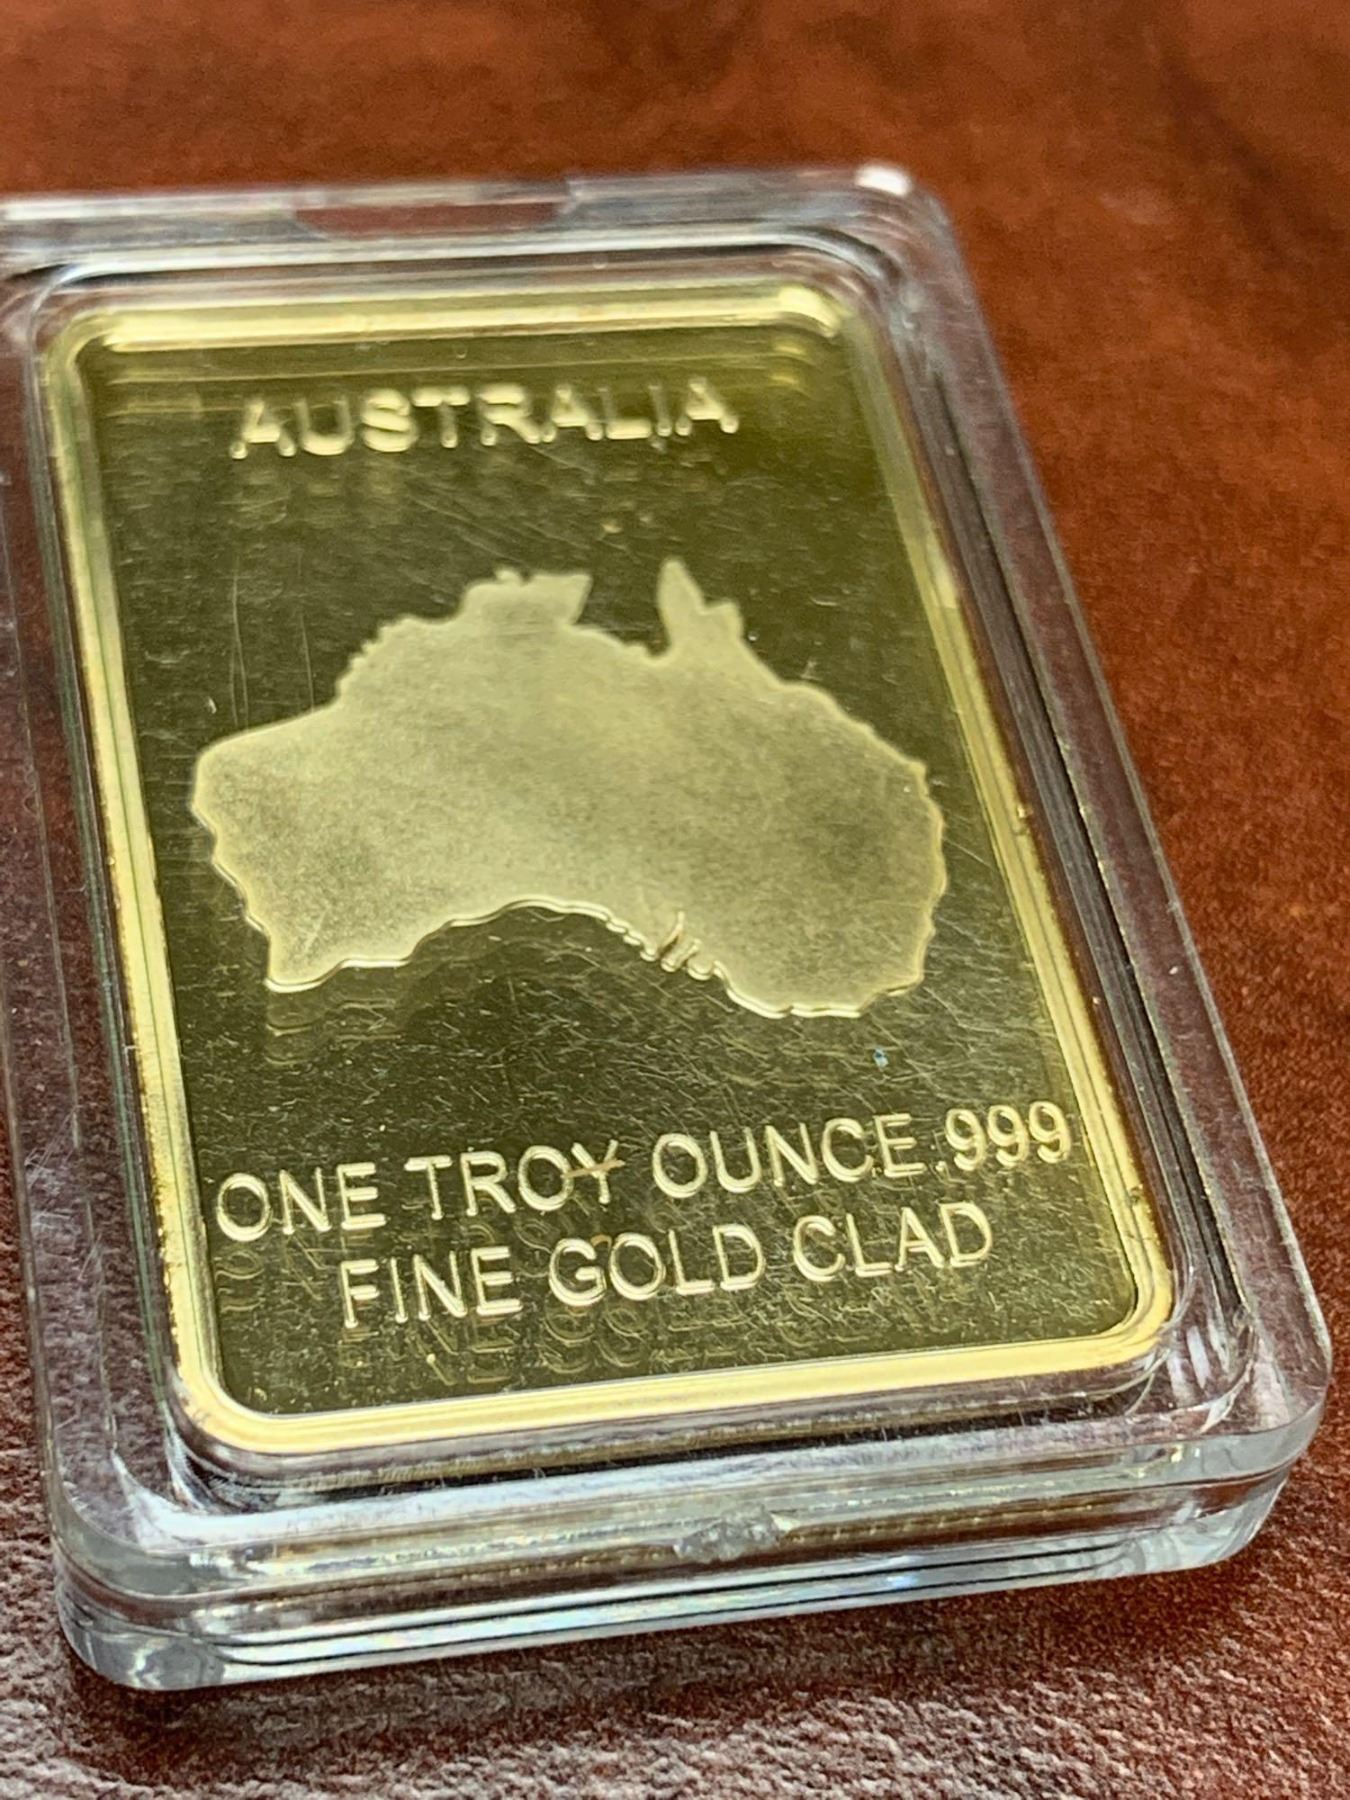 AUSTRALIA
ONE TROY OUNCE .999
FINE GOLD CLAD